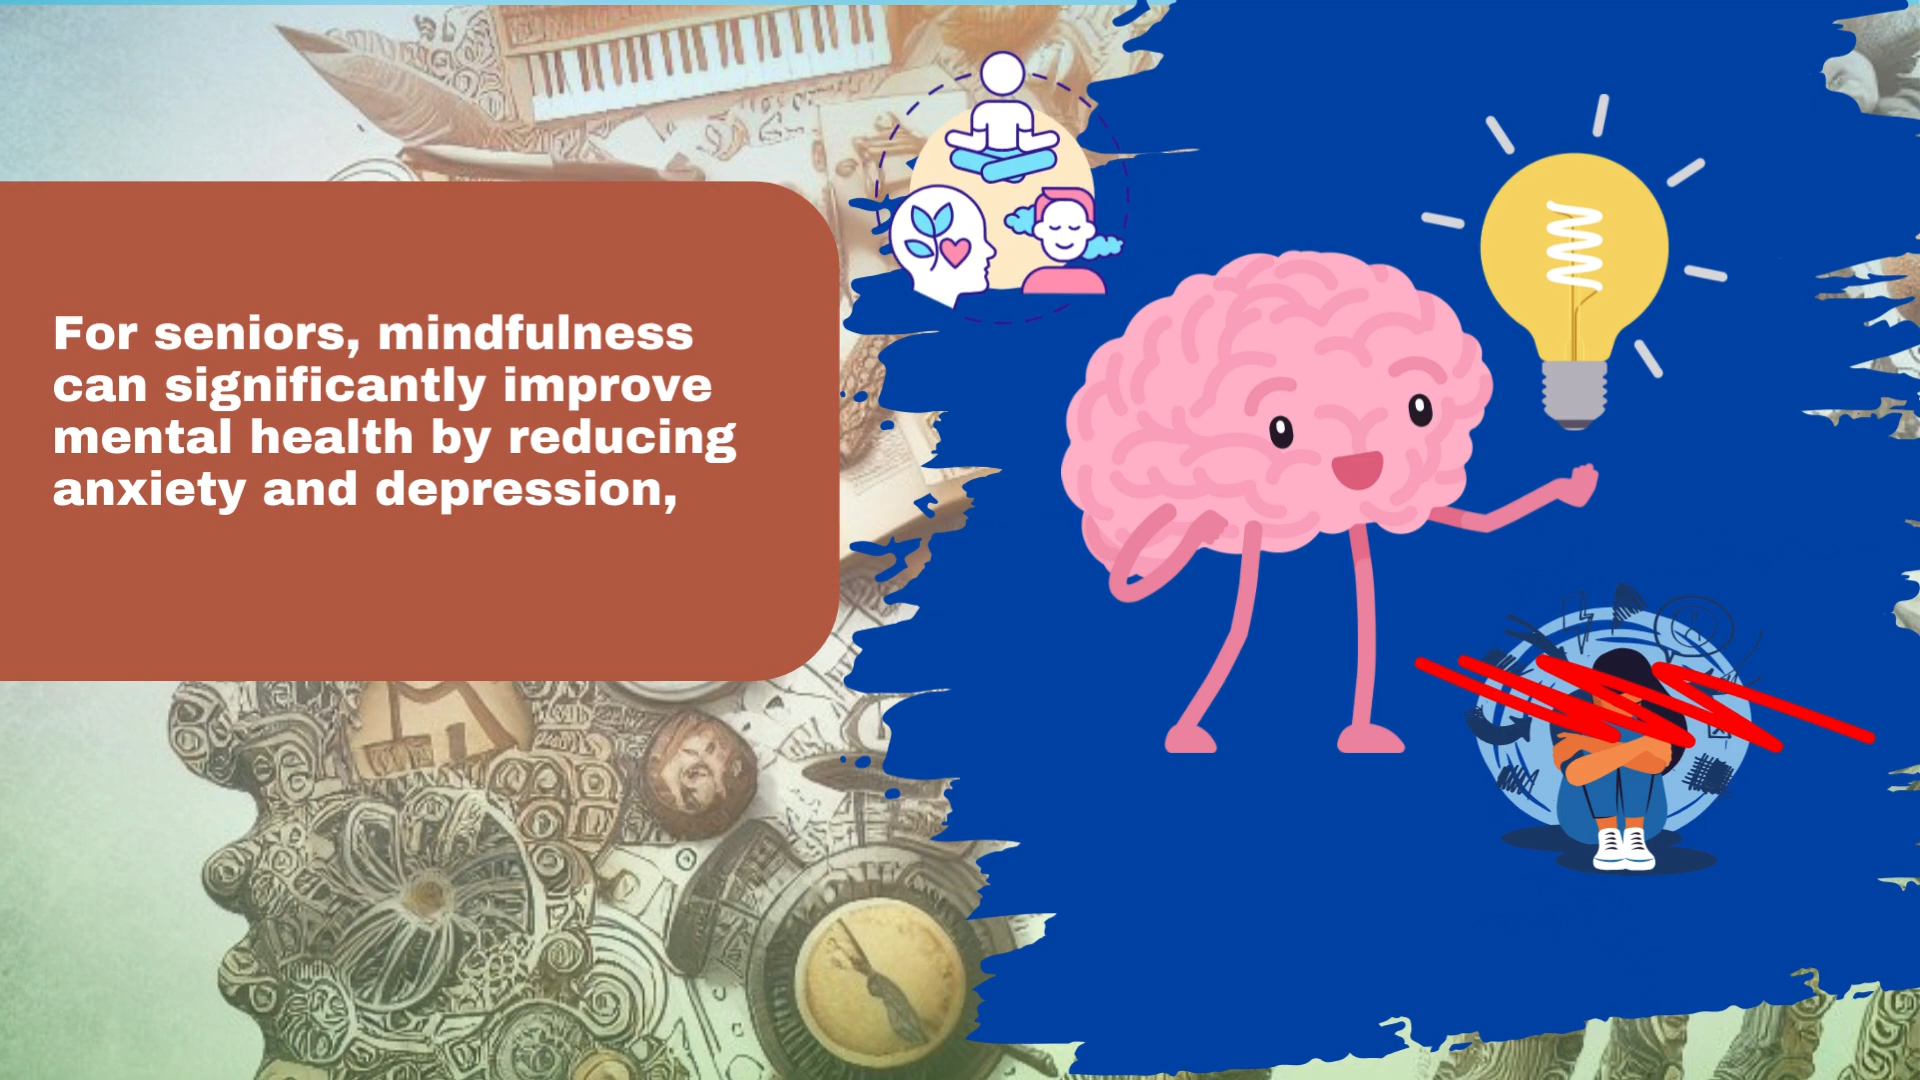 For seniors, mindfulness
can significantly improve
mental health by reducing
anxiety and depression,